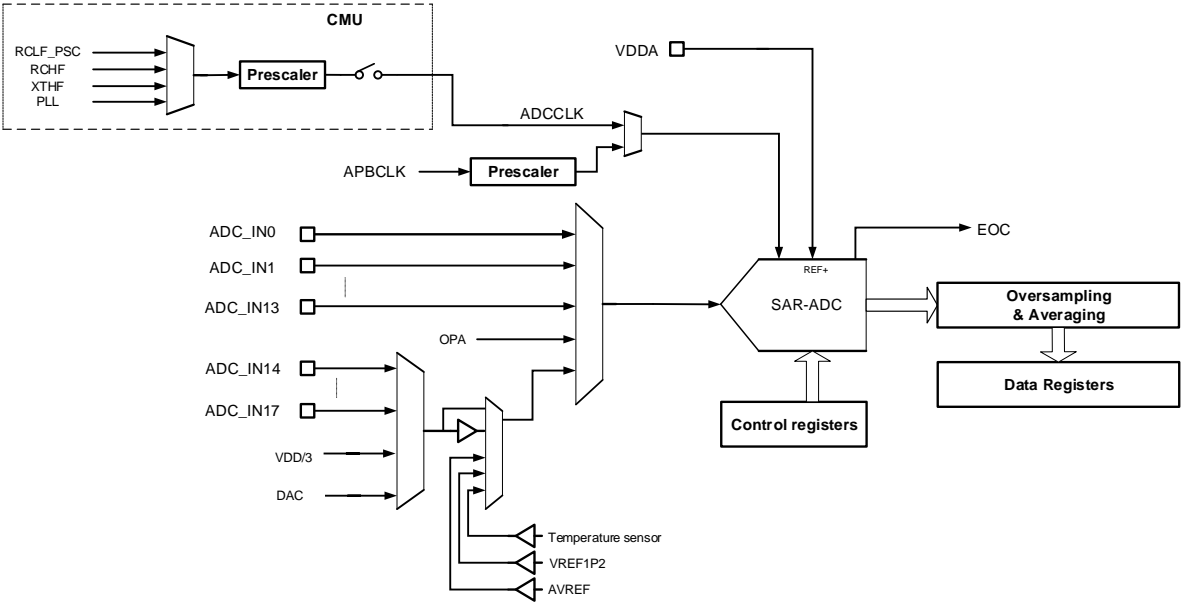 CMU
RCLF_PSC
RCHF
XTHF
PLL
Prescaler
VDDA
ADCCLK
APBCLK
Prescaler
ADC_IN0
ADC_IN1
ADC_IN13
OPA
ADC_IN14
ADC_IN17
VDD/3
DAC
Temperature sensor
VREF1P2
AVREF
REF+
SAR-ADC
EOC
Oversampling
& Averaging
Data Registers
Control registers